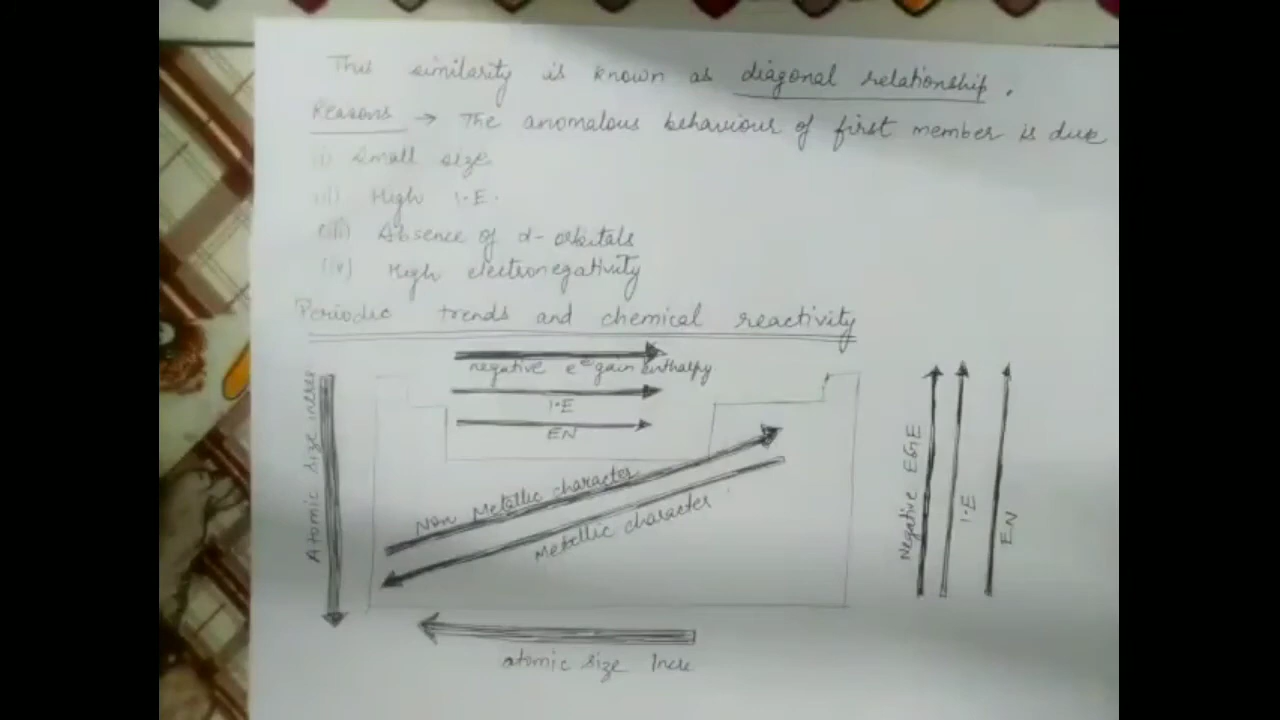 This similarity is known as diagonal relationship.
Reasons → The anomalous behaviour of first member is due
(i) Small size
(ii) High I.E.
(iii) Absence of d-orbitals
(iv) High electronegativity
Periodic trends and chemical reactivity
negative e⁻ gain enthalpy
I.E
EN
Atomic size incre
Non Metallic character
Metallic character
Negative EGE
I.E
EN
atomic size Incre